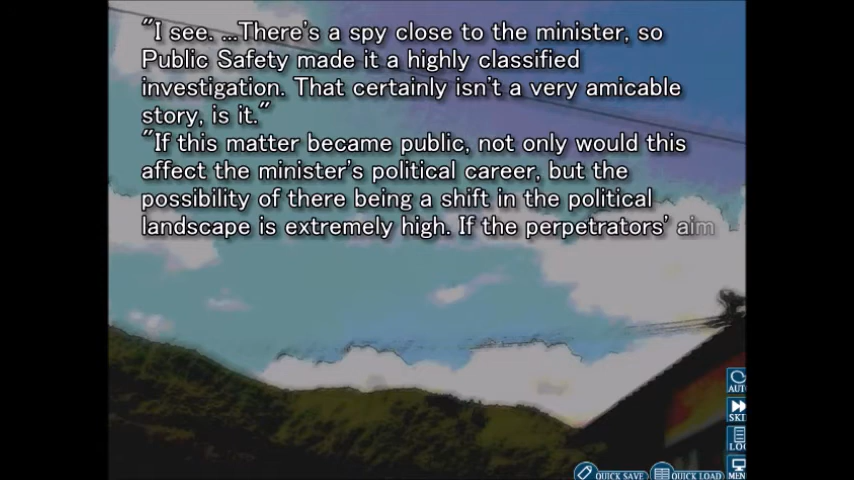 "I see. ...There's a spy close to the minister, so
Public Safety made it a highly classified
investigation. That certainly isn't a very amicable
story, is it."
"If this matter became public, not only would this
affect the minister's political career, but the
possibility of there being a shift in the political
landscape is extremely high. If the perpetrators' aim
QUICK SAVE
QUICK LOAD